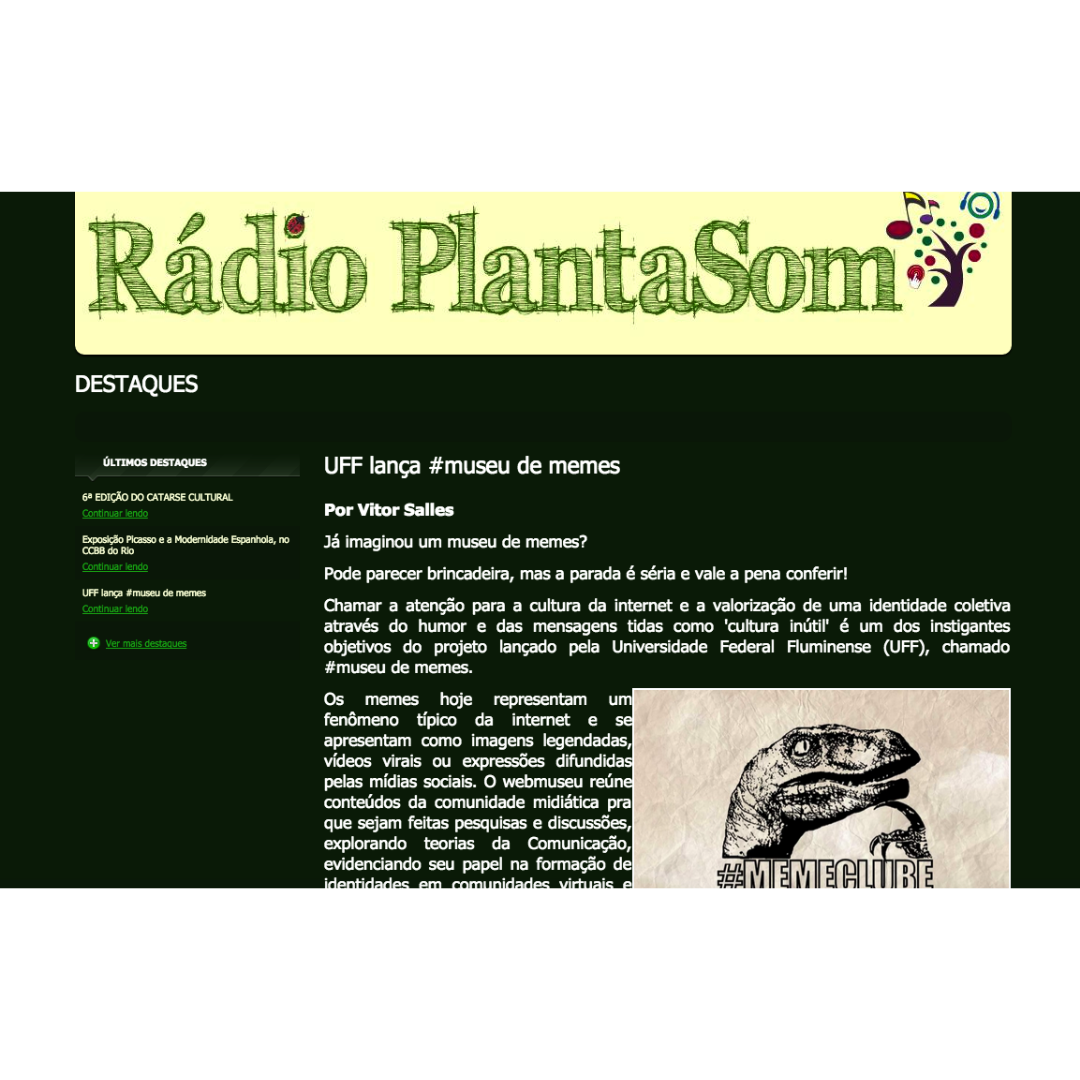 Rádio PlantaSom
DESTAQUES
ÚLTIMOS DESTAQUES
6ª EDIÇÃO DO CATARSE CULTURAL
Continuar lendo
Exposição Picasso e a Modernidade Espanhola, no
CCBB do Rio
Continuar lendo
UFF lança #museu de memes
Continuar lendo
Ver mais destaques
UFF lança #museu de memes
Por Vitor Salles
Já imaginou um museu de memes?
Pode parecer brincadeira, mas a parada é séria e vale a pena conferir!
Chamar a atenção para a cultura da internet e a valorização de uma identidade coletiva
através do humor e das mensagens tidas como 'cultura inútil' é um dos instigantes
objetivos do projeto lançado pela Universidade Federal Fluminense (UFF), chamado
#museu de memes.
Os memes hoje representam um
fenômeno típico da internet e se
apresentam como imagens legendadas,
vídeos virais ou expressões difundidas
pelas mídias sociais. O webmuseu reúne
conteúdos da comunidade midiática pra
que sejam feitas pesquisas e discussões,
explorando teorias da Comunicação,
evidenciando seu papel na formação de
identidades em comunidades virtuais e
#MEMECLUBE